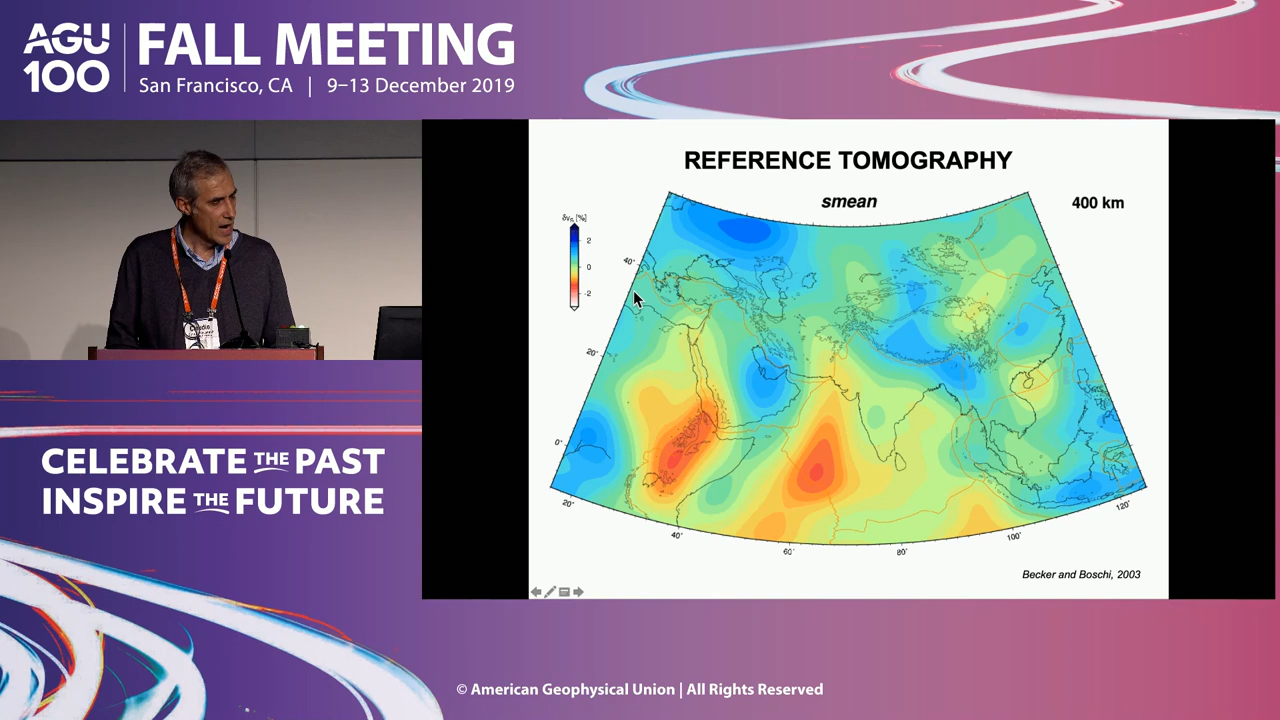 AGU
100
FALL MEETING
San Francisco, CA | 9–13 December 2019
REFERENCE TOMOGRAPHY
smean
400 km
δvs [%]
2
0
-2
40°
20°
0°
20°
40°
60°
80°
100°
120°
Becker and Boschi, 2003
Claudio
CELEBRATE THE PAST
INSPIRE THE FUTURE
© American Geophysical Union | All Rights Reserved